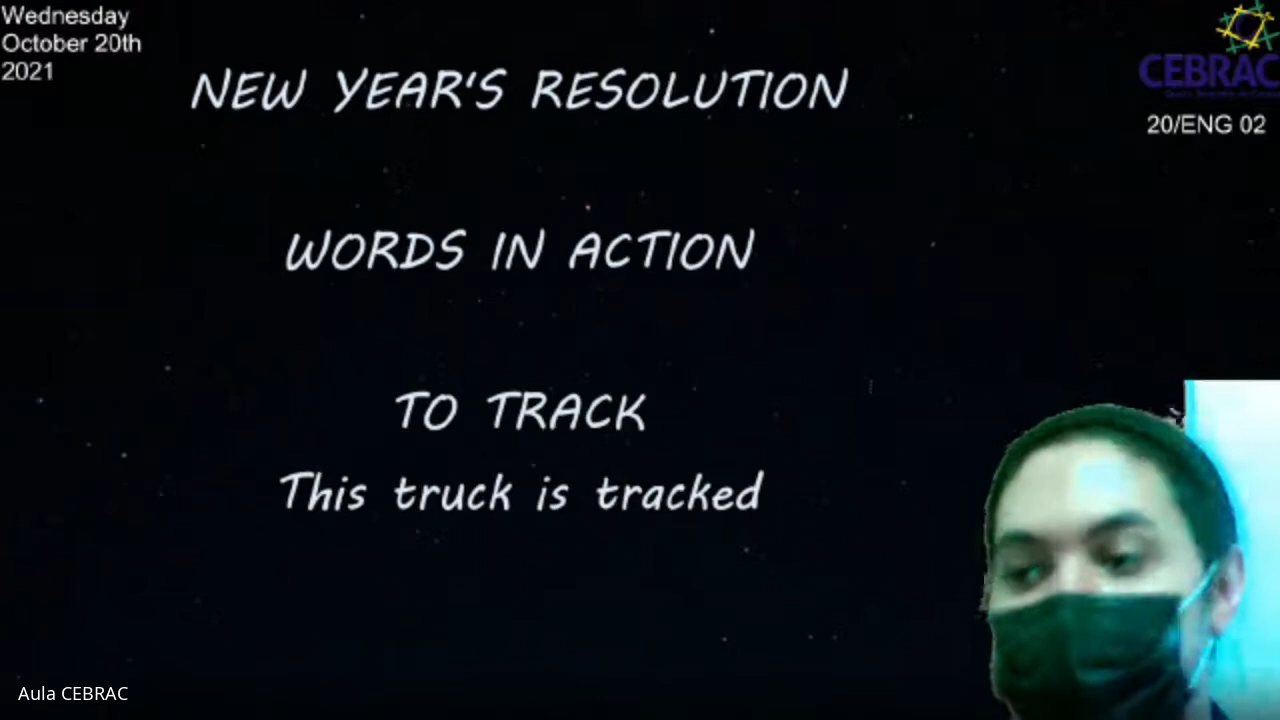 Wednesday
October 20th
2021
CEBRAC
20/ENG 02
NEW YEAR'S RESOLUTION
WORDS IN ACTION
TO TRACK
This truck is tracked
Aula CEBRAC